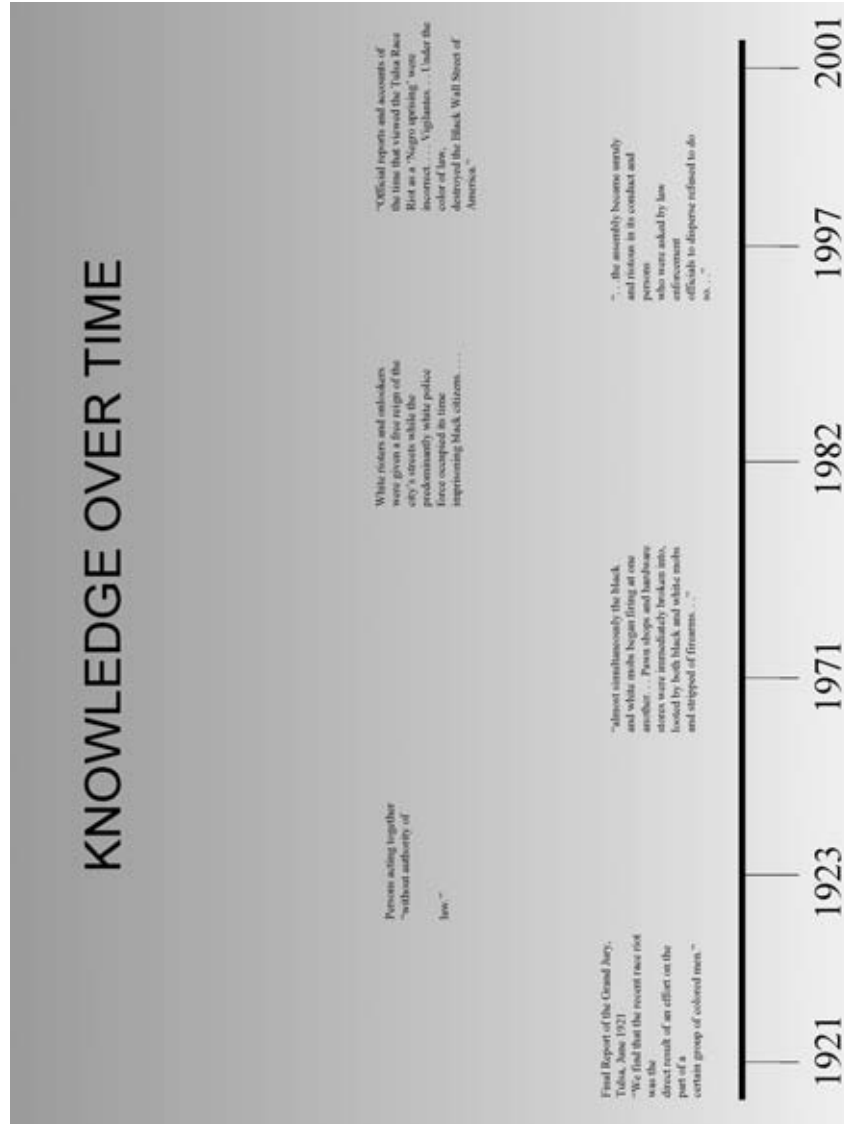 KNOWLEDGE OVER TIME
Final Report of the Grand Jury,
Tulsa, June 1921
“We find that the recent race riot
was the
direct result of an effort on the
part of a
certain group of colored men.”
Persons acting together
“without authority of
law.”
“almost simultaneously the black
and white mobs began firing at one
another. . . Pawn shops and hardware
stores were immediately broken into,
looted by both black and white mobs
and stripped of firearms. . .”
White rioters and onlookers
were given a free reign of the
city’s streets while the
predominantly white police
force occupied its time
imprisoning black citizens. . . .
“. . .the assembly became unruly
and riotous in its conduct and
persons
who were asked by law
enforcement
officials to disperse refused to do
so. . .”
“Official reports and accounts of
the time that viewed the Tulsa Race
Riot as a ‘Negro uprising’ were
incorrect. . . . Vigilantes. . . Under the
color of law,
destroyed the Black Wall Street of
America.”
1921
1923
1971
1982
1997
2001